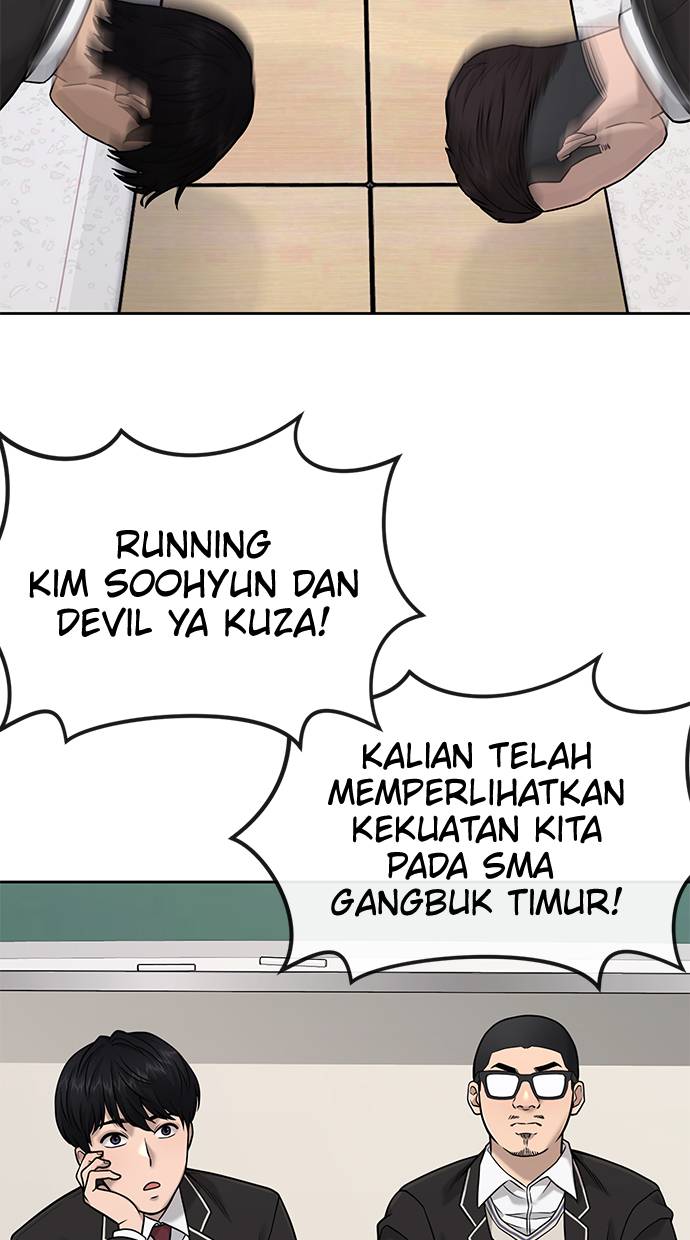 RUNNING
KIM SOOHYUN DAN
DEVIL YA KUZA!
KALIAN TELAH
MEMPERLIHATKAN
KEKUATAN KITA
PADA SMA
GANGBUK TIMUR!